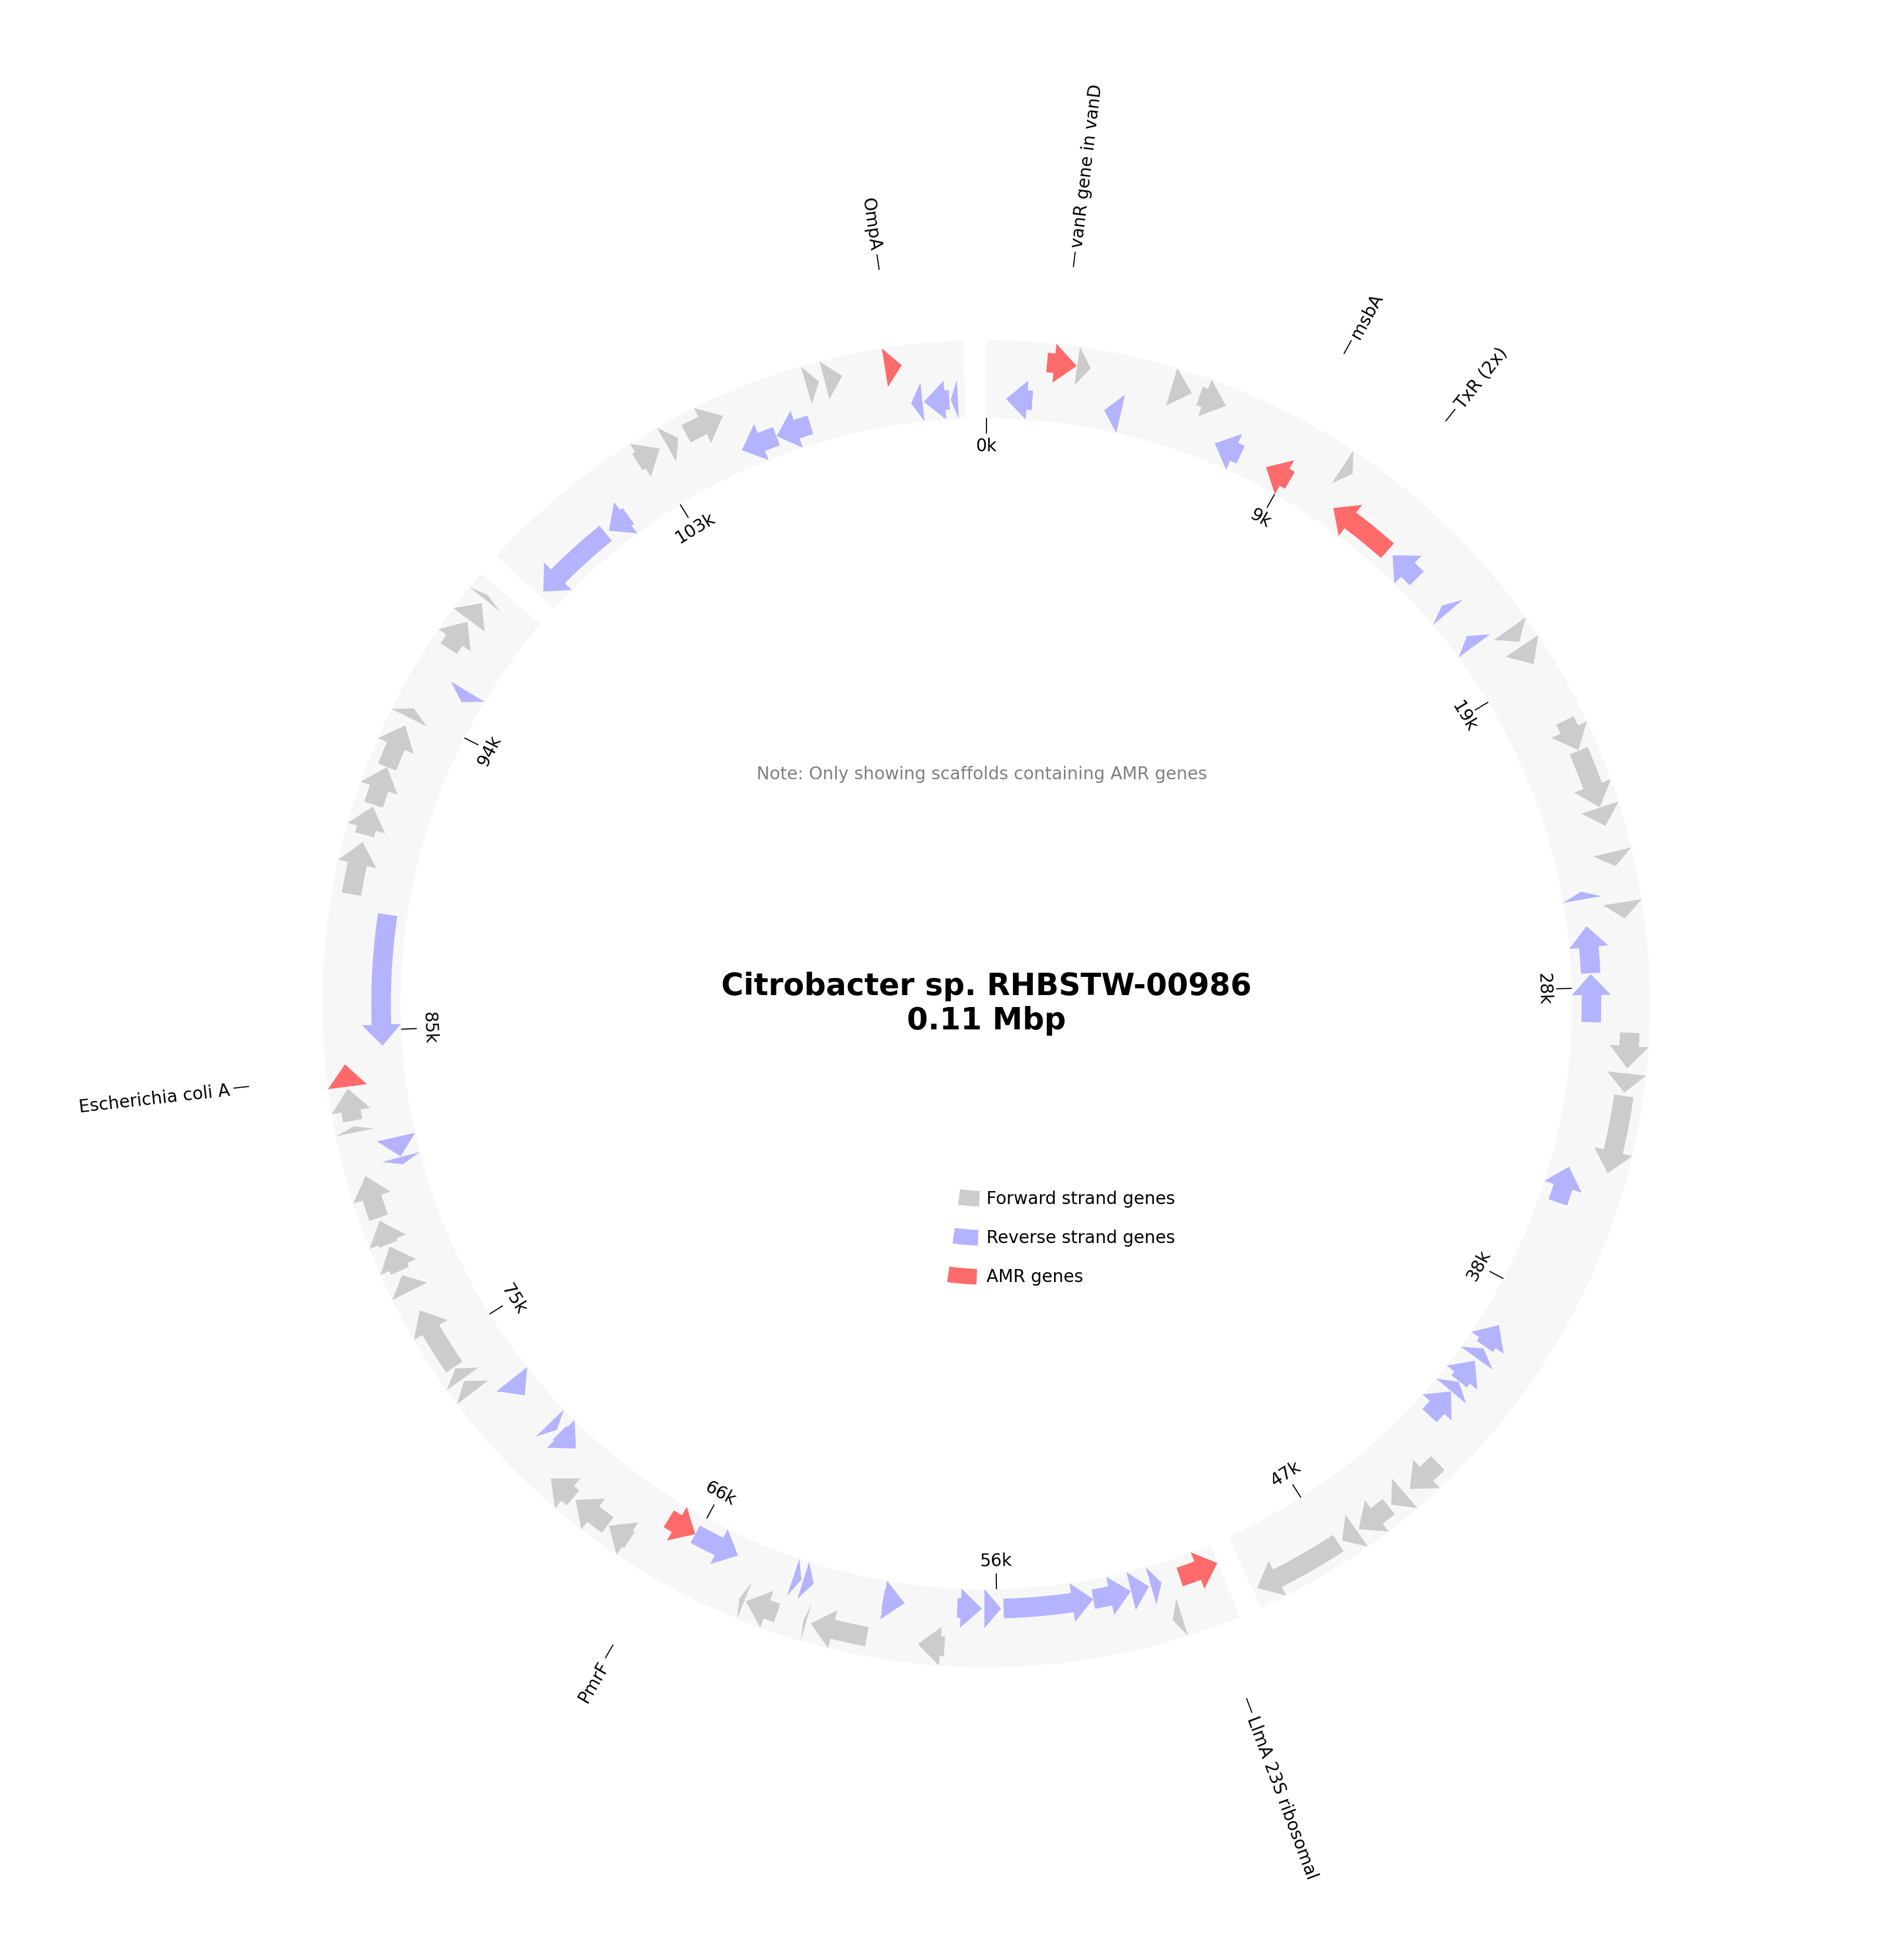 OmpA
vanR gene in vanD
msbA
TxR (2x)
0k
9k
103k
19k
94k
Note: Only showing scaffolds containing AMR genes
Citrobacter sp. RHBSTW-00986
0.11 Mbp
28k
85k
Escherichia coli A
Forward strand genes
Reverse strand genes
AMR genes
38k
75k
47k
66k
56k
PmrF
LlmA 23S ribosomal